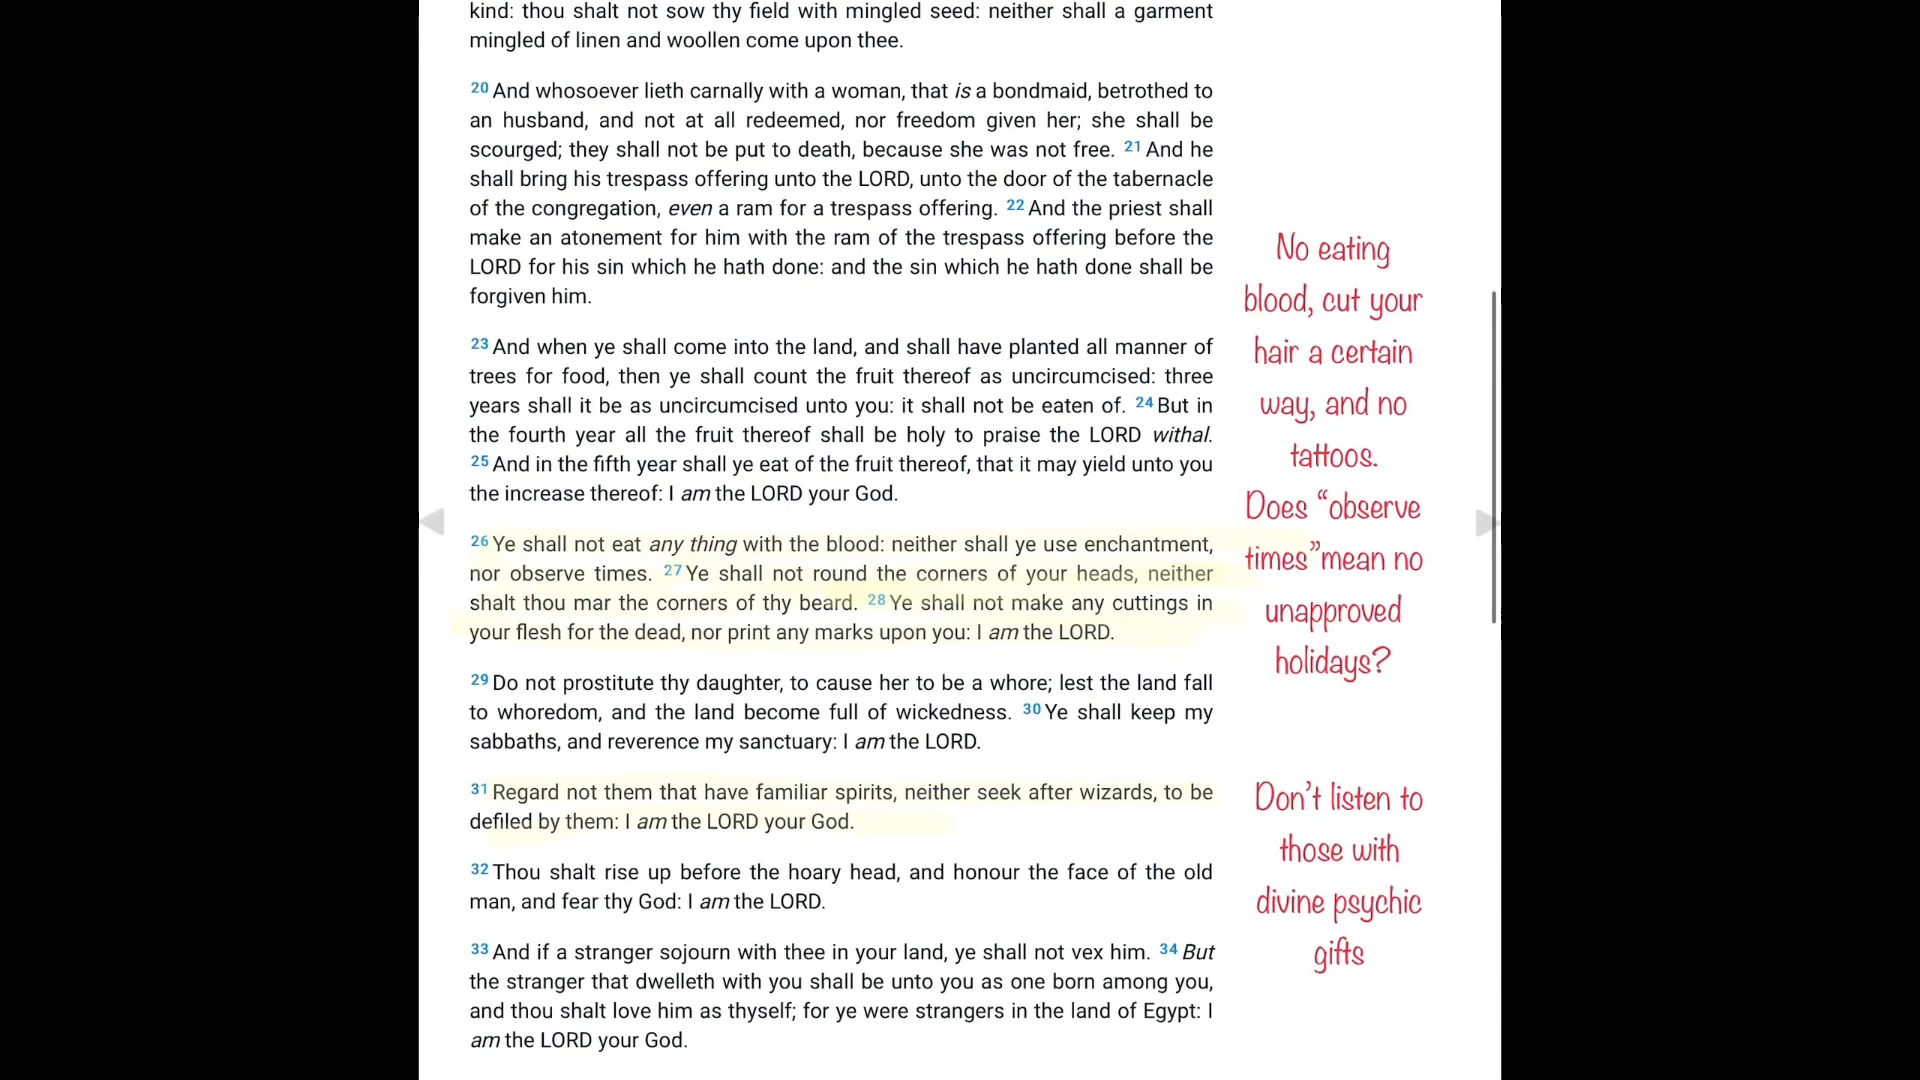 kind: thou shalt not sow thy field with mingled seed: neither shall a garment
mingled of linen and woollen come upon thee.
20 And whosoever lieth carnally with a woman, that is a bondmaid, betrothed to
an husband, and not at all redeemed, nor freedom given her; she shall be
scourged; they shall not be put to death, because she was not free. 21 And he
shall bring his trespass offering unto the LORD, unto the door of the tabernacle
of the congregation, even a ram for a trespass offering. 22 And the priest shall
make an atonement for him with the ram of the trespass offering before the
LORD for his sin which he hath done: and the sin which he hath done shall be
forgiven him.
23 And when ye shall come into the land, and shall have planted all manner of
trees for food, then ye shall count the fruit thereof as uncircumcised: three
years shall it be as uncircumcised unto you: it shall not be eaten of. 24 But in
the fourth year all the fruit thereof shall be holy to praise the LORD withal.
25 And in the fifth year shall ye eat of the fruit thereof, that it may yield unto you
the increase thereof: I am the LORD your God.
26 Ye shall not eat any thing with the blood: neither shall ye use enchantment,
nor observe times. 27 Ye shall not round the corners of your heads, neither
shalt thou mar the corners of thy beard. 28 Ye shall not make any cuttings in
your flesh for the dead, nor print any marks upon you: I am the LORD.
29 Do not prostitute thy daughter, to cause her to be a whore; lest the land fall
to whoredom, and the land become full of wickedness. 30 Ye shall keep my
sabbaths, and reverence my sanctuary: I am the LORD.
31 Regard not them that have familiar spirits, neither seek after wizards, to be
defiled by them: I am the LORD your God.
32 Thou shalt rise up before the hoary head, and honour the face of the old
man, and fear thy God: I am the LORD.
33 And if a stranger sojourn with thee in your land, ye shall not vex him. 34 But
the stranger that dwelleth with you shall be unto you as one born among you,
and thou shalt love him as thyself; for ye were strangers in the land of Egypt: I
am the LORD your God.
No eating
blood, cut your
hair a certain
way, and no
tattoos.
Does “observe
times”mean no
unapproved
holidays?
Don't listen to
those with
divine psychic
gifts